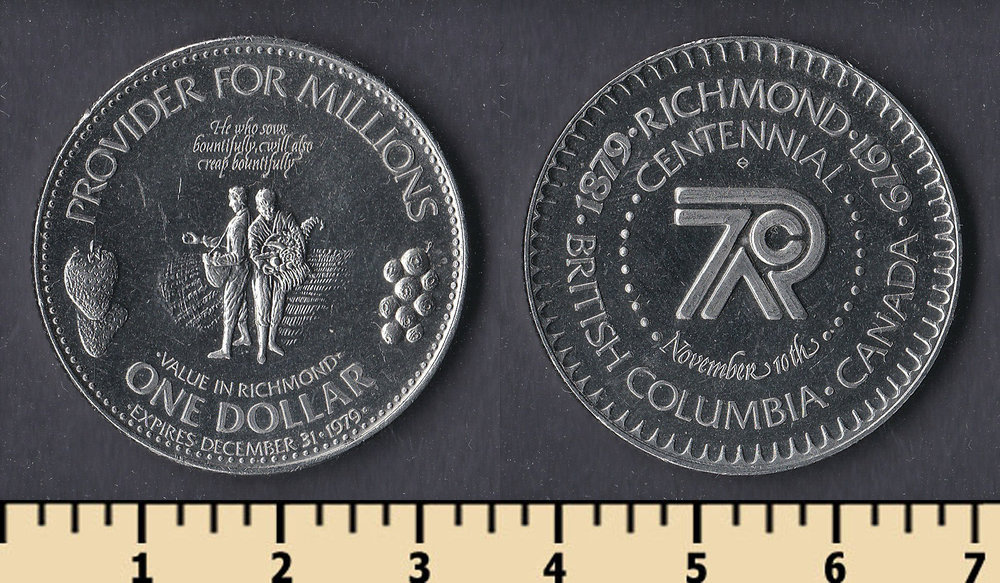 PROVIDER FOR MILLIONS
He who sows
bountifully, will also
reap bountifully
·VALUE IN RICHMOND·
ONE DOLLAR
·EXPIRES DECEMBER 31·1979·
·1879·RICHMOND·1979·
CENTENNIAL
November 10th
BRITISH COLUMBIA·CANADA
1 2 3 4 5 6 7